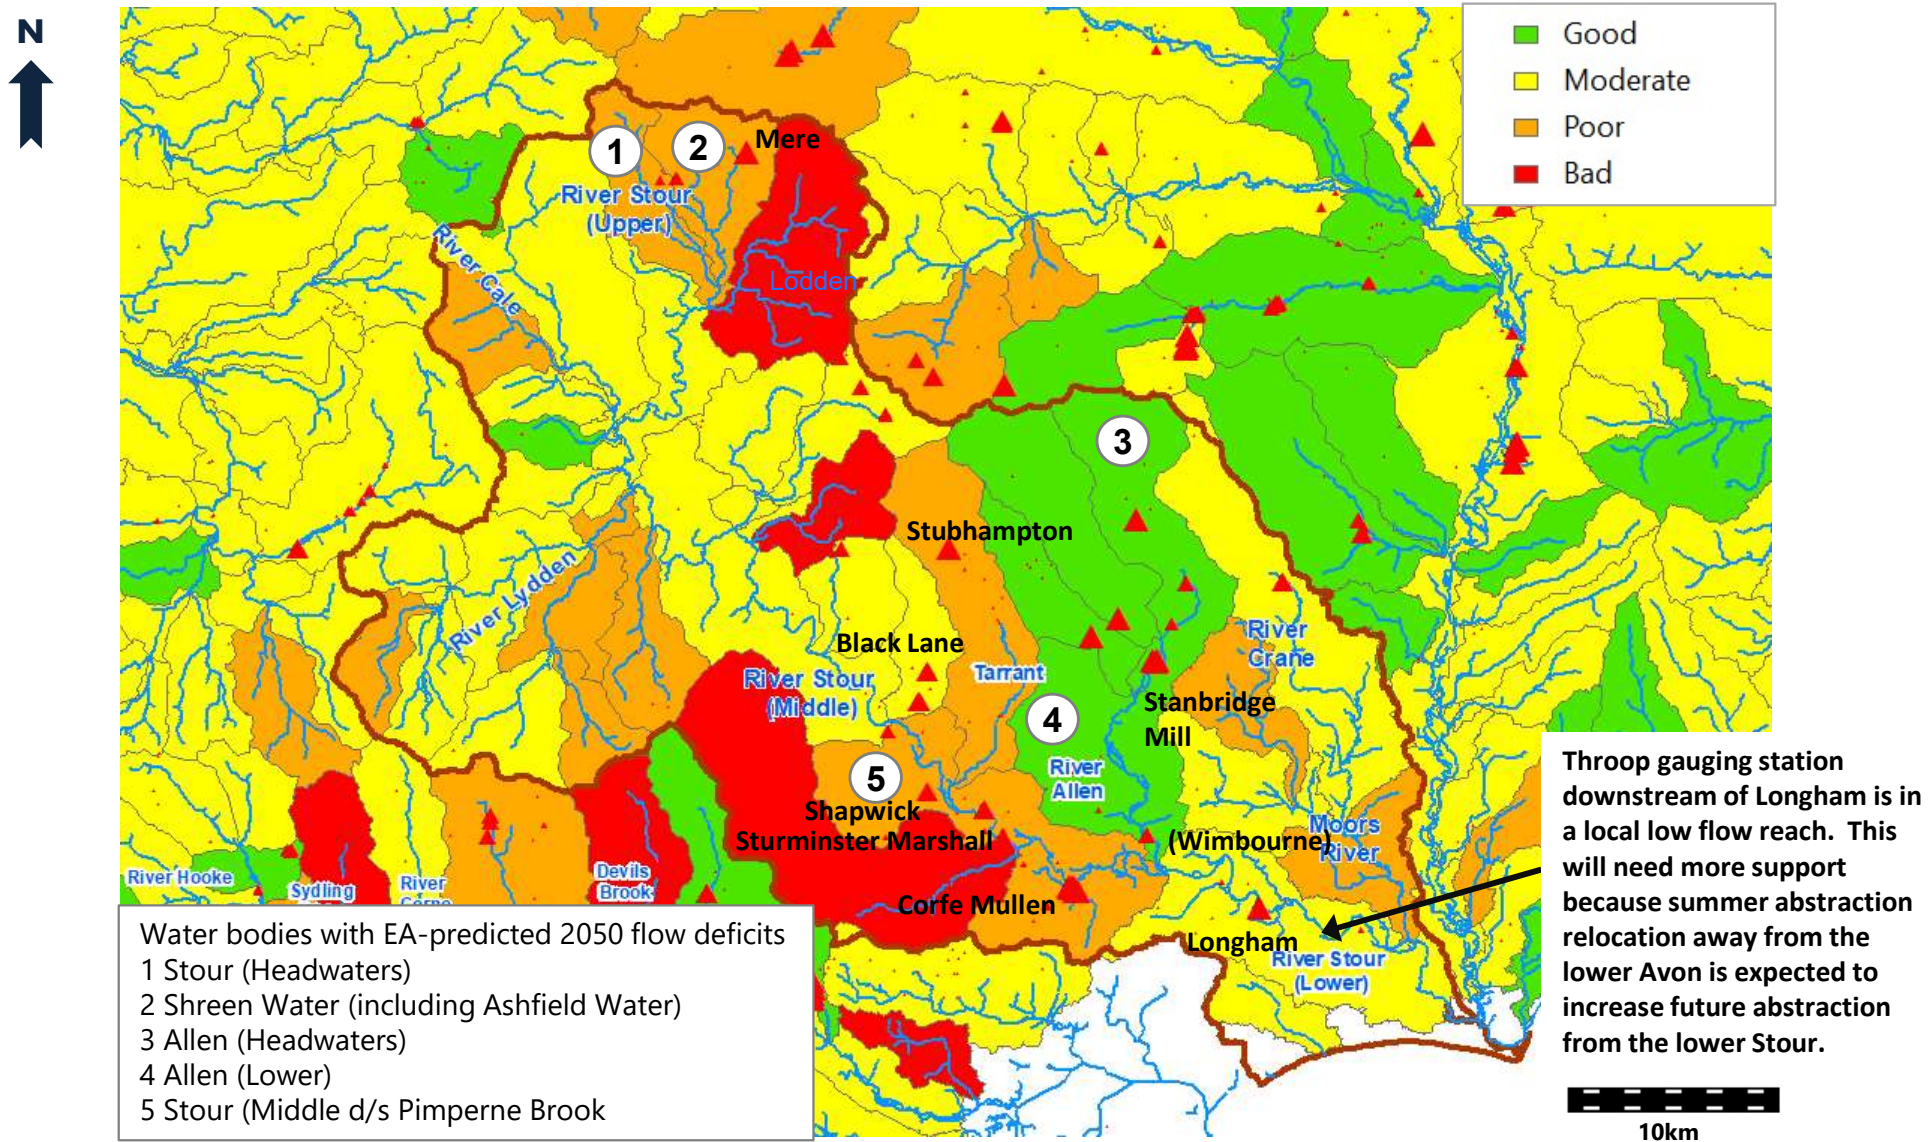 N
Good
Moderate
Poor
Bad
1
2
Mere
River Stour
(Upper)
River Cale
Lodden
3
Stubhampton
River Lydden
Black Lane
River
Crane
River Stour
(Middle)
Tarrant
Stanbridge
Mill
4
River
Allen
5
Shapwick
Sturminster Marshall
(Wimbourne)
Moors
River
River Hooke
Sydling
River
Cerne
Devils
Brook
Corfe Mullen
Longham
River Stour
(Lower)
Throop gauging station
downstream of Longham is in
a local low flow reach. This
will need more support
because summer abstraction
relocation away from the
lower Avon is expected to
increase future abstraction
from the lower Stour.
Water bodies with EA-predicted 2050 flow deficits
1 Stour (Headwaters)
2 Shreen Water (including Ashfield Water)
3 Allen (Headwaters)
4 Allen (Lower)
5 Stour (Middle d/s Pimperne Brook
10km